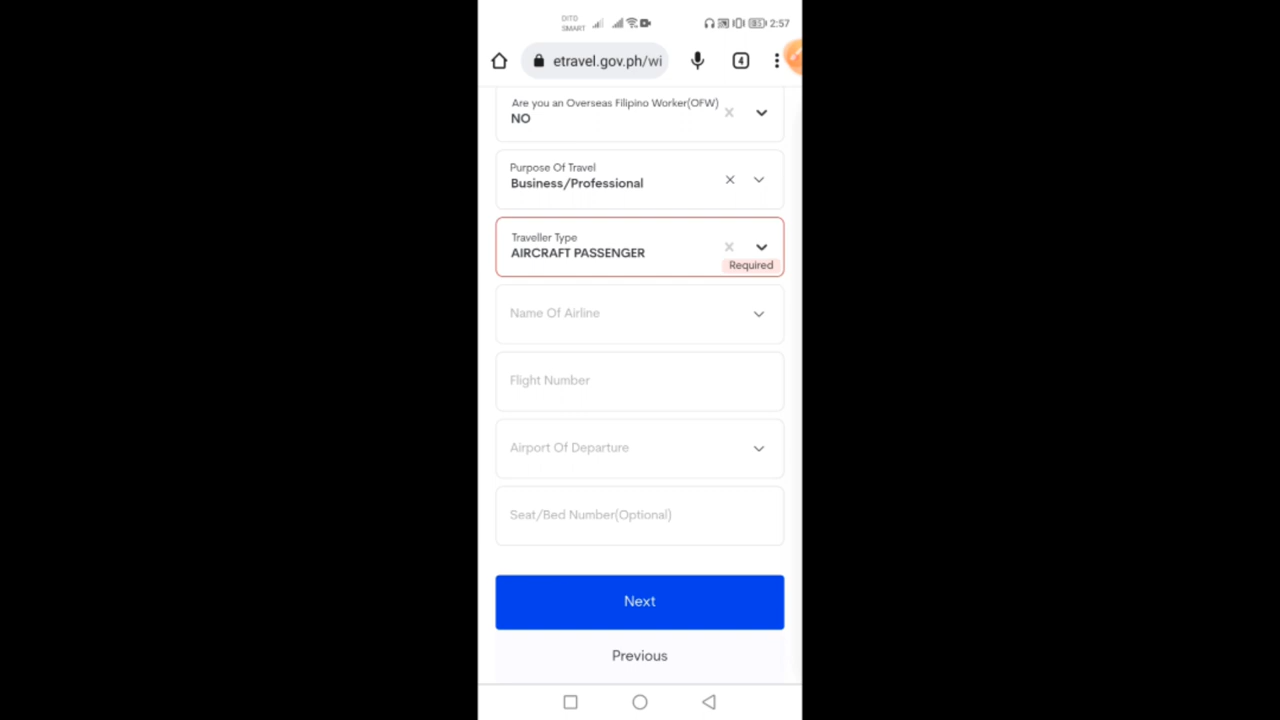 DITO
SMART
85 2:57
etravel.gov.ph/wi
4
Are you an Overseas Filipino Worker(OFW)
NO
Purpose Of Travel
Business/Professional
Traveller Type
AIRCRAFT PASSENGER
Required
Name Of Airline
Flight Number
Airport Of Departure
Seat/Bed Number(Optional)
Next
Previous